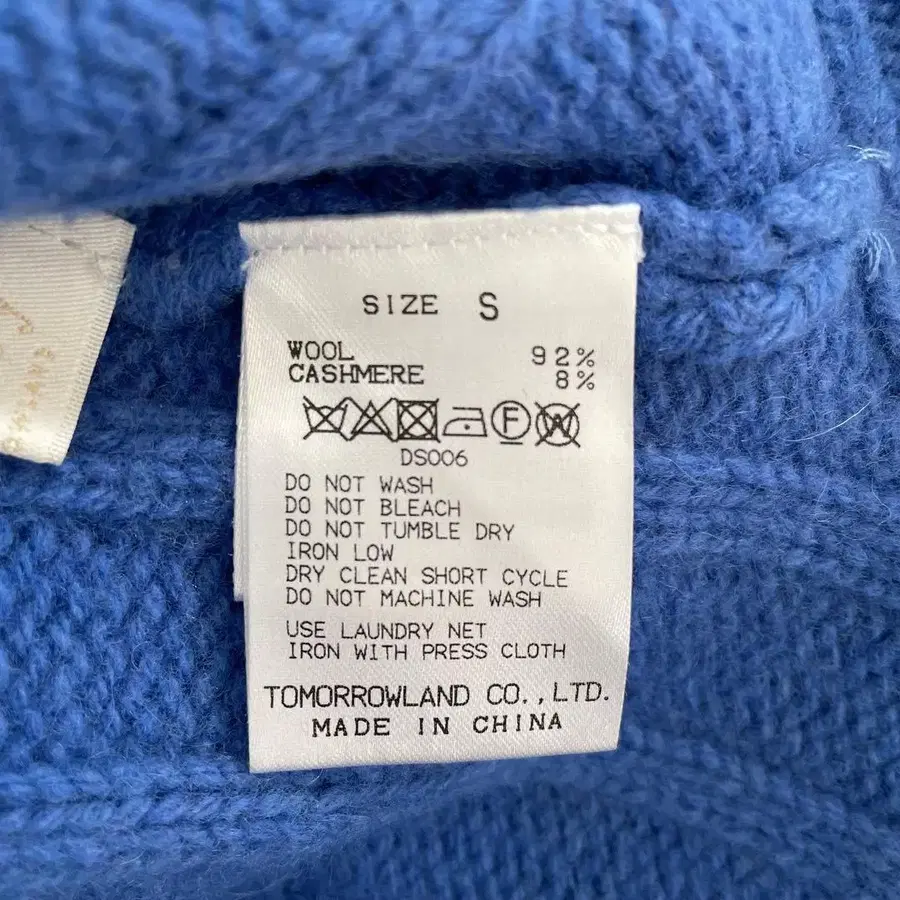 SIZE S
WOOL 92%
CASHMERE 8%
F W
DS006
DO NOT WASH
DO NOT BLEACH
DO NOT TUMBLE DRY
IRON LOW
DRY CLEAN SHORT CYCLE
DO NOT MACHINE WASH
USE LAUNDRY NET
IRON WITH PRESS CLOTH
TOMORROWLAND CO.,LTD.
MADE IN CHINA